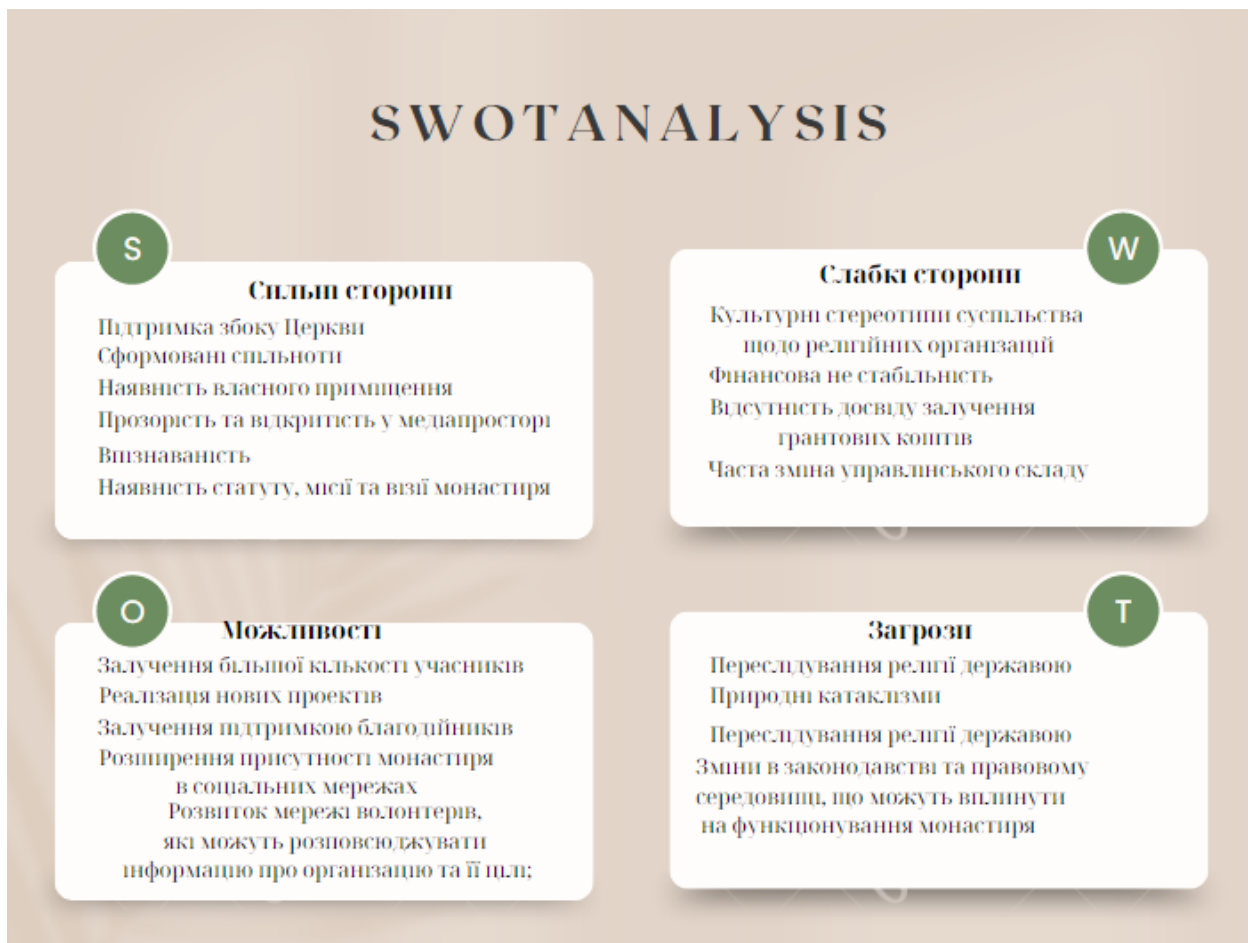 SWOTANALYSIS
S
Сильні сторони
Підтримка збоку Церкви
Сформовані спільноти
Наявність власного приміщення
Прозорість та відкритість у медіапросторі
Впізнаваність
Наявність статуту, місії та візії монастиря
W
Слабкі сторони
Культурні стереотипи суспільства
щодо релігійних організацій
Фінансова не стабільність
Відсутність досвіду залучення
грантових коштів
Часта зміна управлінського складу
O
Можливості
Залучення більшої кількості учасників
Реалізація нових проектів
Залучення підтримкою благодійників
Розширення присутності монастиря
в соціальних мережах
Розвиток мережі волонтерів,
які можуть розповсюджувати
інформацію про організацію та її цілі;
T
Загрози
Переслідування релігії державою
Природні катаклізми
Переслідування релігії державою
Зміни в законодавстві та правовому
середовищі, що можуть вплинути
на функціонування монастиря